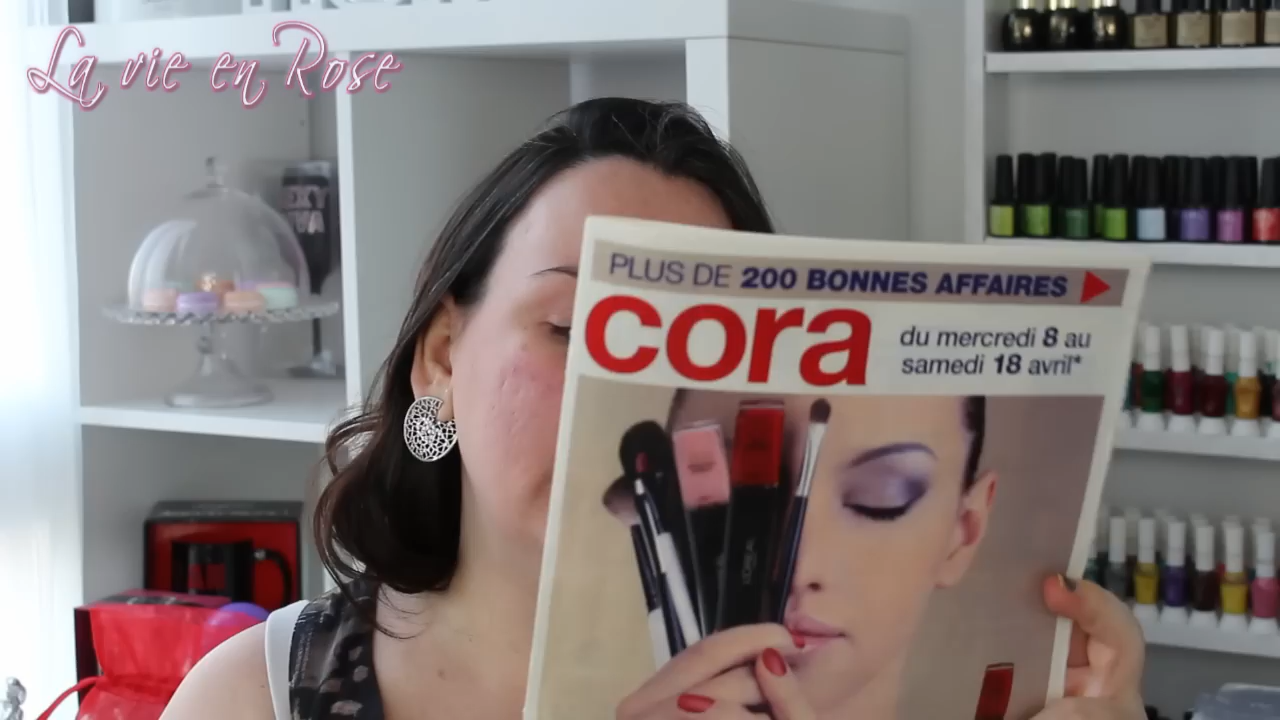 La vie en Rose
PLUS DE 200 BONNES AFFAIRES
cora
du mercredi 8 au
samedi 18 avril*